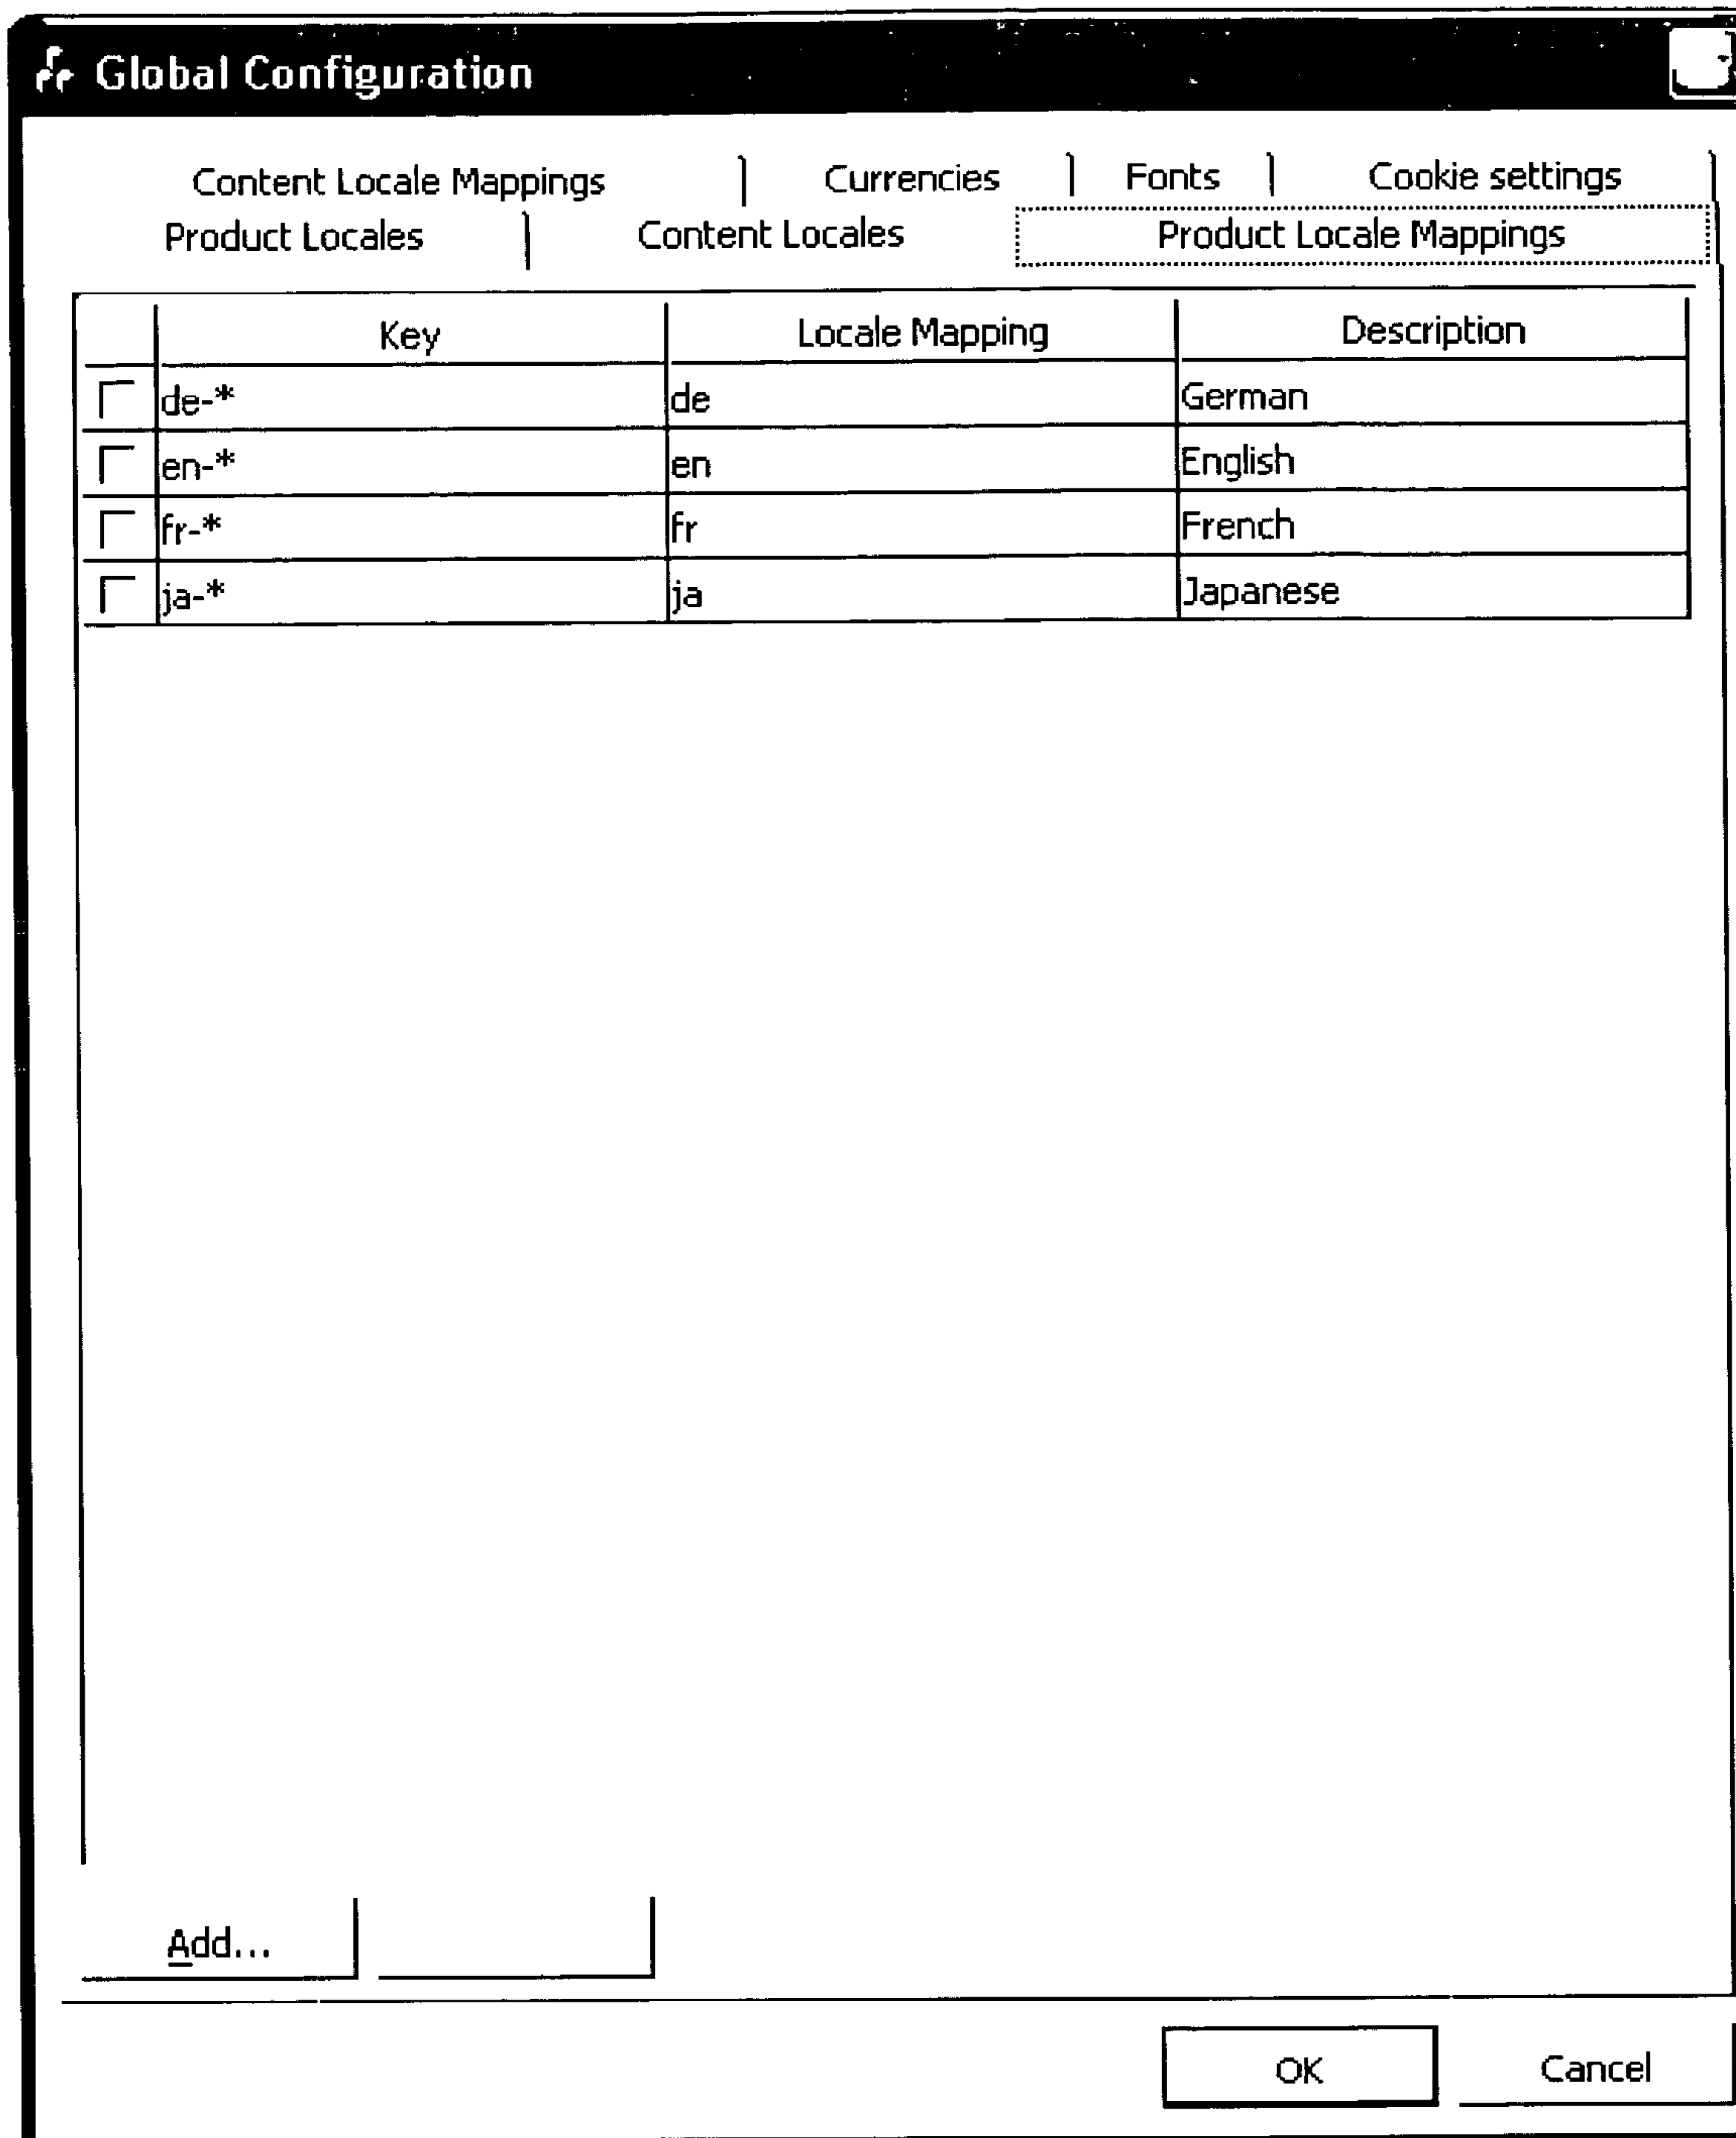 Global Configuration
Content Locale Mappings Currencies Fonts Cookie settings
Product Locales Content Locales Product Locale Mappings
Key Locale Mapping Description
de-* de German
en-* en English
fr-* fr French
ja-* ja Japanese
Add...
OK Cancel